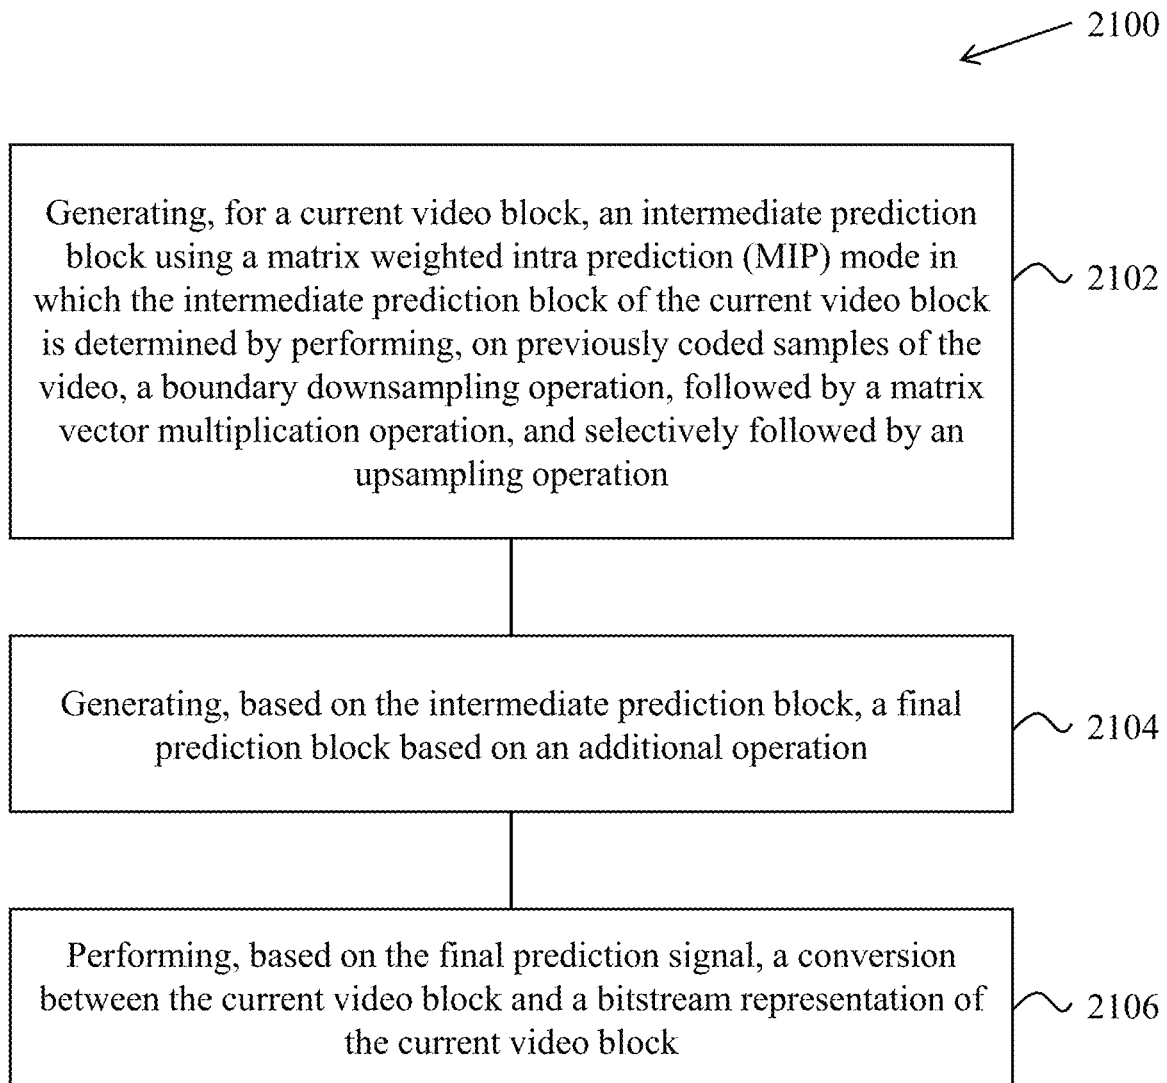 2100
Generating, for a current video block, an intermediate prediction
block using a matrix weighted intra prediction (MIP) mode in
which the intermediate prediction block of the current video block
is determined by performing, on previously coded samples of the
video, a boundary downsampling operation, followed by a matrix
vector multiplication operation, and selectively followed by an
upsampling operation
2102
Generating, based on the intermediate prediction block, a final
prediction block based on an additional operation
2104
Performing, based on the final prediction signal, a conversion
between the current video block and a bitstream representation of
the current video block
2106